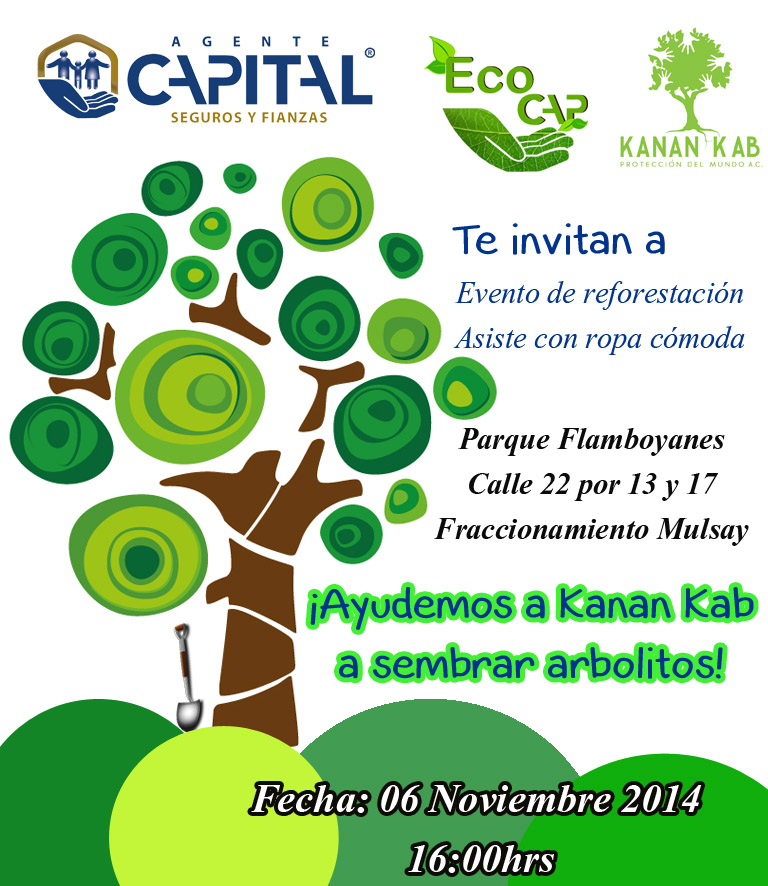 AGENTE
CAPITAL®
SEGUROS Y FIANZAS
Eco
CAP
KANAN KAB
PROTECCIÓN DEL MUNDO A.C.
Te invitan a
Evento de reforestación
Asiste con ropa cómoda
Parque Flamboyanes
Calle 22 por 13 y 17
Fraccionamiento Mulsay
¡Ayudemos a Kanan Kab
a sembrar arbolitos!
Fecha: 06 Noviembre 2014
16:00hrs